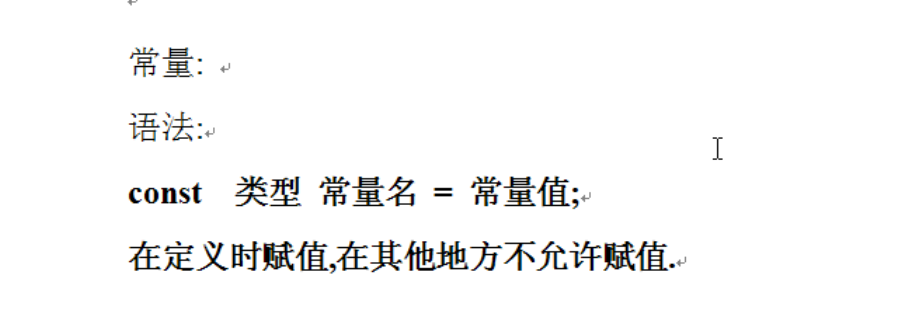 常量:
语法:
const 类型 常量名 = 常量值;
在定义时赋值,在其他地方不允许赋值.